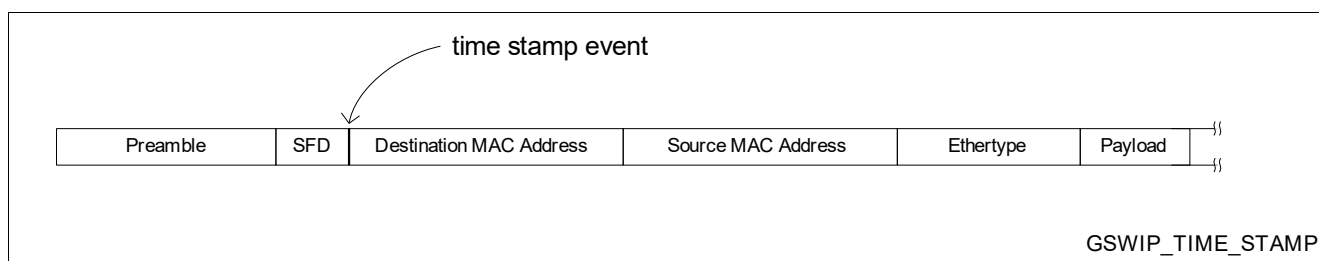 time stamp event
Preamble SFD Destination MAC Address Source MAC Address Ethertype Payload
GSWIP_TIME_STAMP